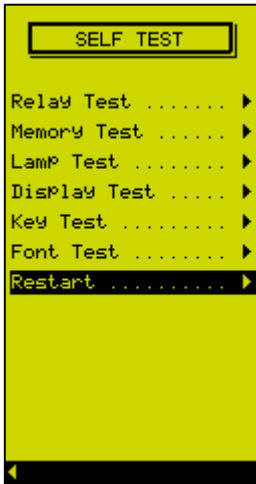 SELF TEST
Relay Test ....... ▶
Memory Test ...... ▶
Lamp Test ........ ▶
Display Test ..... ▶
Key Test ......... ▶
Font Test ........ ▶
Restart .......... ▶
◀